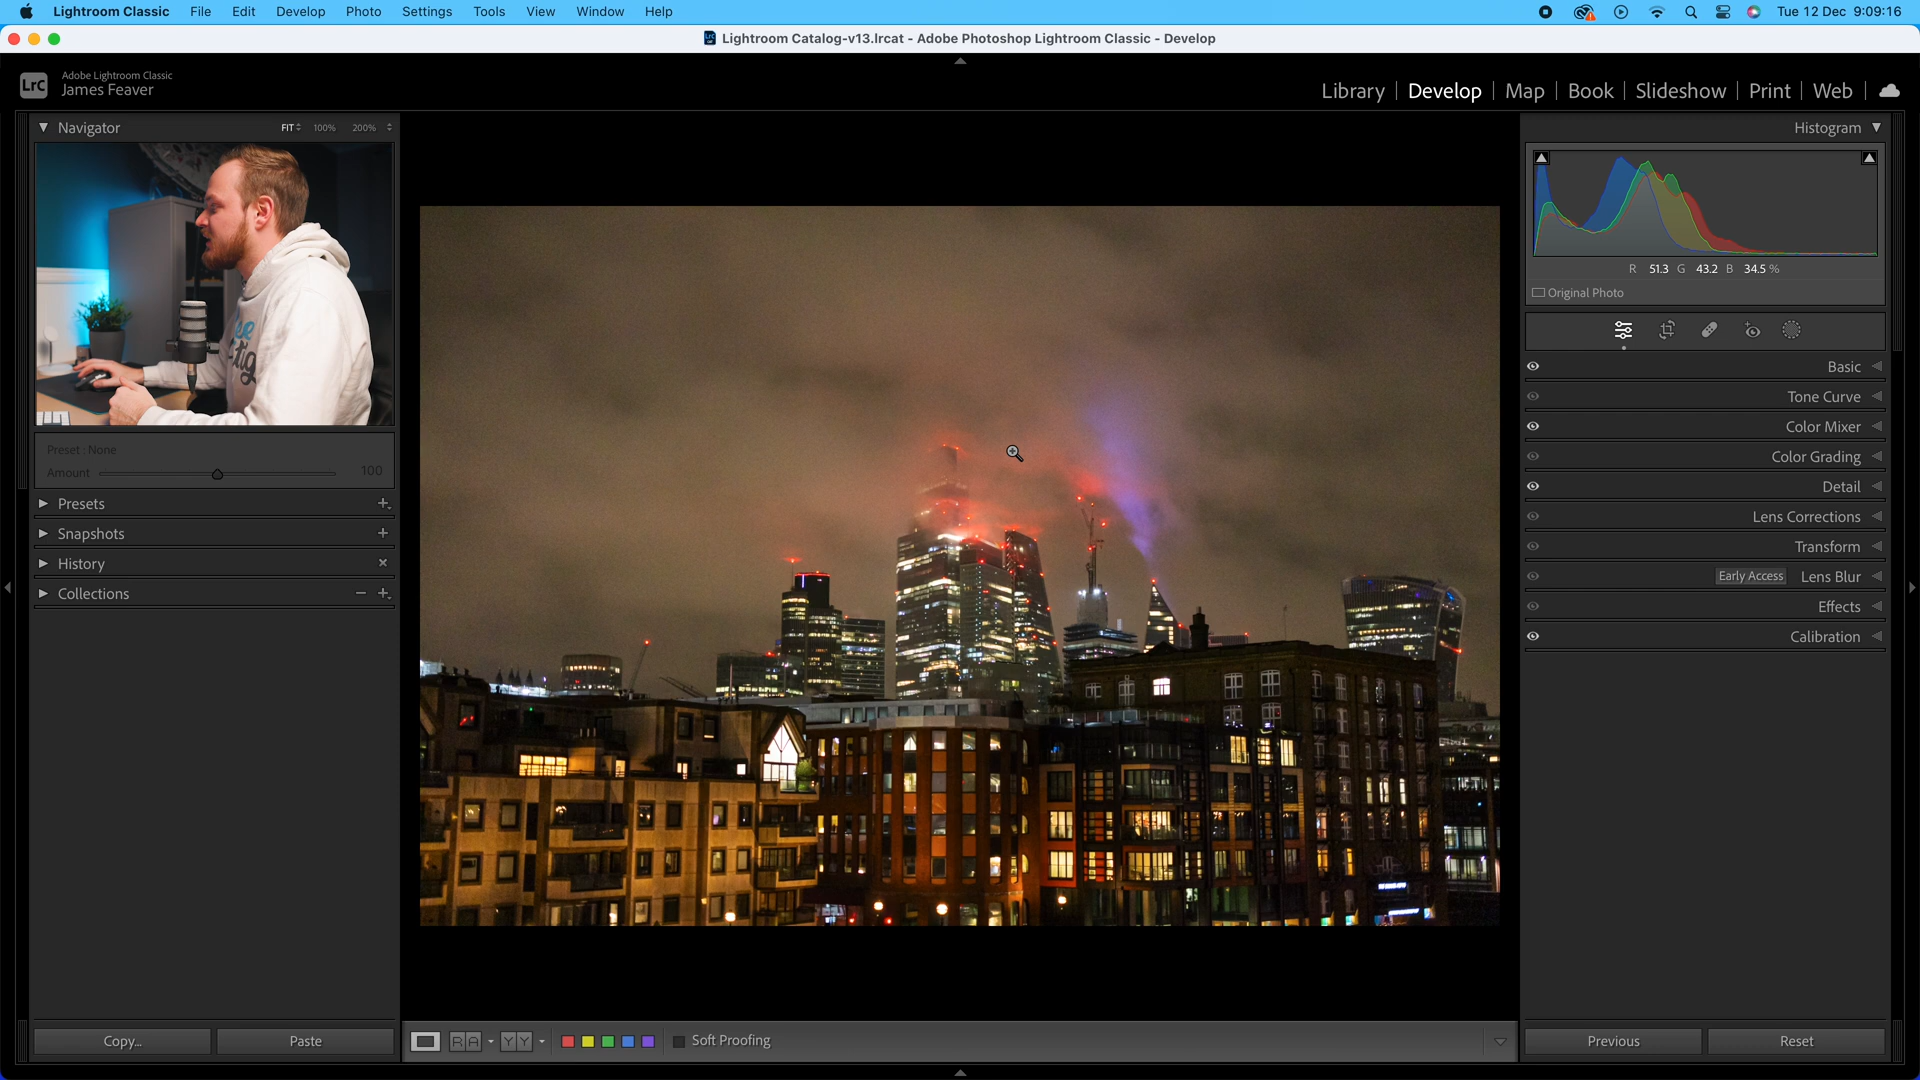 Lightroom Classic File Edit Develop Photo Settings Tools View Window Help Tue 12 Dec 9:09:16
Lightroom Catalog-v13.lrcat - Adobe Photoshop Lightroom Classic - Develop
LrC
Adobe Lightroom Classic
James Feaver
Library | Develop | Map | Book | Slideshow | Print | Web
Navigator FIT 100% 200%
Histogram
R 51.3 G 43.2 B 34.5 %
Original Photo
Preset : None
Amount 100
Presets
Snapshots
History
Collections
Basic
Tone Curve
Color Mixer
Color Grading
Detail
Lens Corrections
Transform
Early Access Lens Blur
Effects
Calibration
Copy... Paste
R A Y Y Soft Proofing
Previous Reset